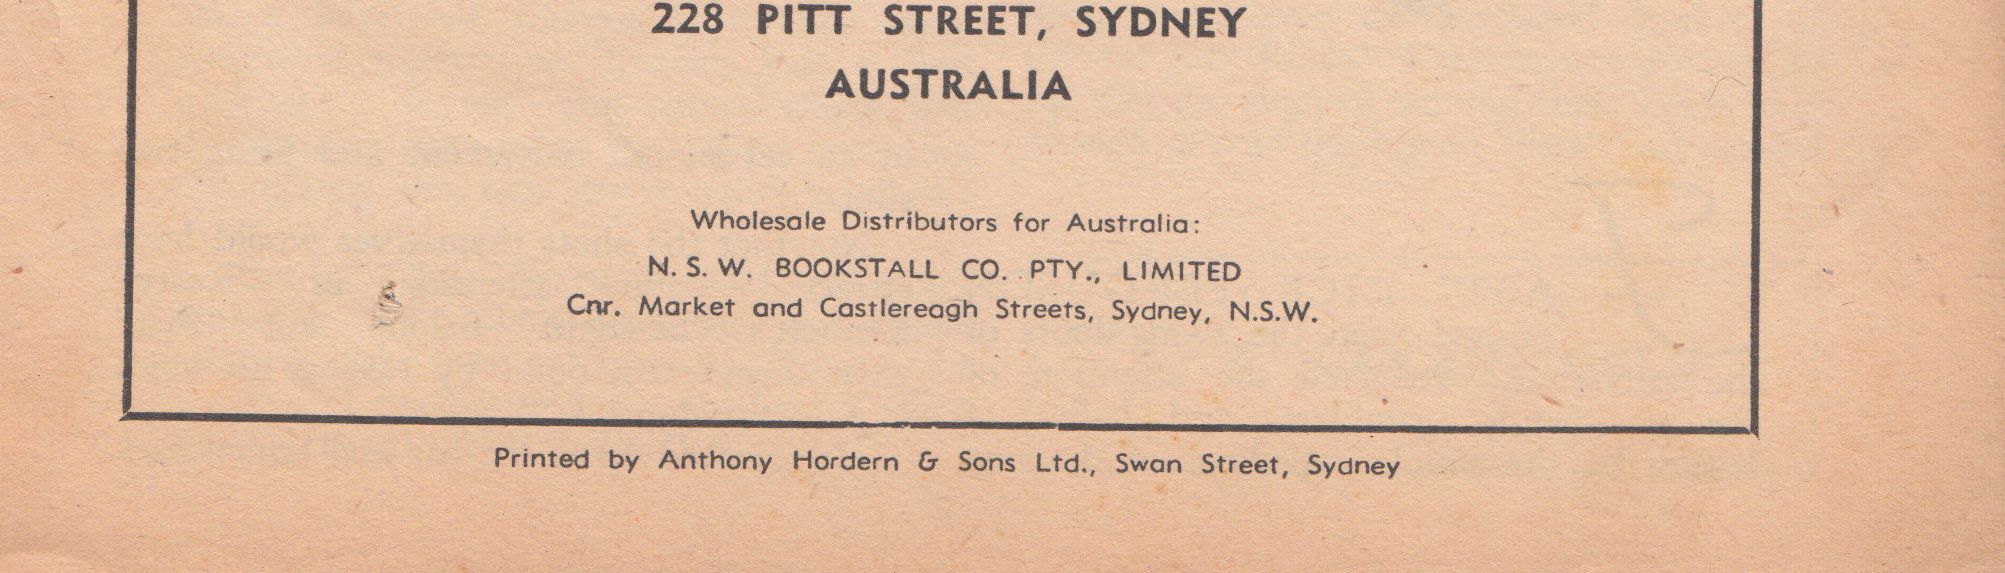 228 PITT STREET, SYDNEY
AUSTRALIA
Wholesale Distributors for Australia:
N. S. W. BOOKSTALL CO. PTY., LIMITED
Cnr. Market and Castlereagh Streets, Sydney, N.S.W.
Printed by Anthony Hordern & Sons Ltd., Swan Street, Sydney